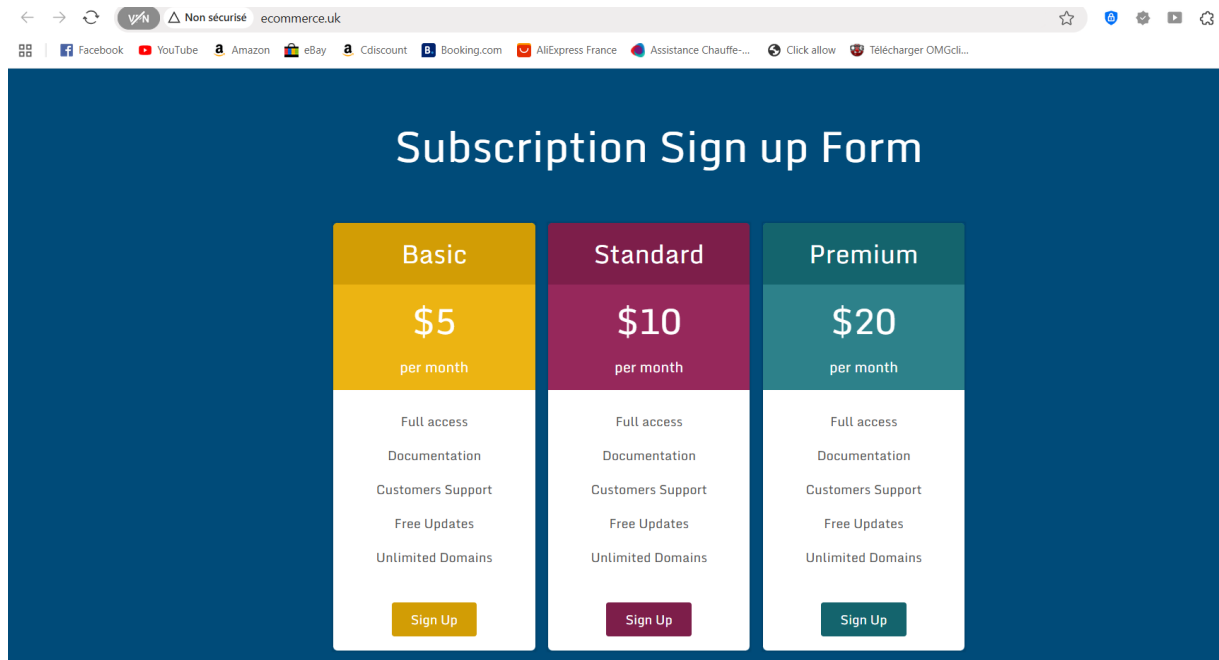 VPN Non sécurisé ecommerce.uk
Facebook YouTube Amazon eBay Cdiscount Booking.com AliExpress France Assistance Chauffe-... Click allow Télécharger OMGcli...
Subscription Sign up Form
Basic Standard Premium
$5 $10 $20
per month per month per month
Full access Full access Full access
Documentation Documentation Documentation
Customers Support Customers Support Customers Support
Free Updates Free Updates Free Updates
Unlimited Domains Unlimited Domains Unlimited Domains
Sign Up Sign Up Sign Up